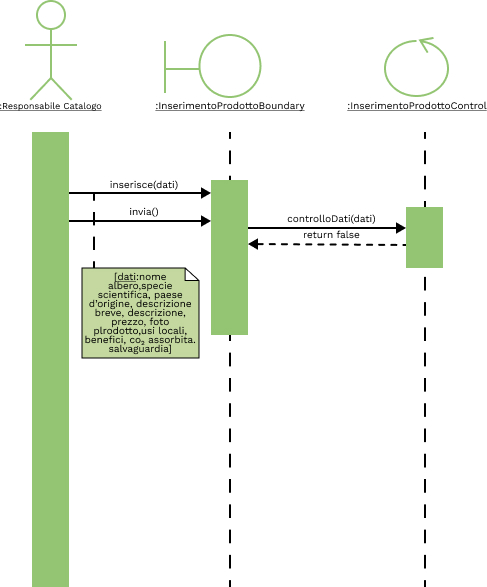 :Responsabile Catalogo
:InserimentoProdottoBoundary
:InserimentoProdottoControl
inserisce(dati)
invia()
controlloDati(dati)
return false
[dati:nome
albero,specie
scientifica, paese
d'origine, descrizione
breve, descrizione,
prezzo, foto
plrodotto,usi locali,
benefici, co₂ assorbita.
salvaguardia]